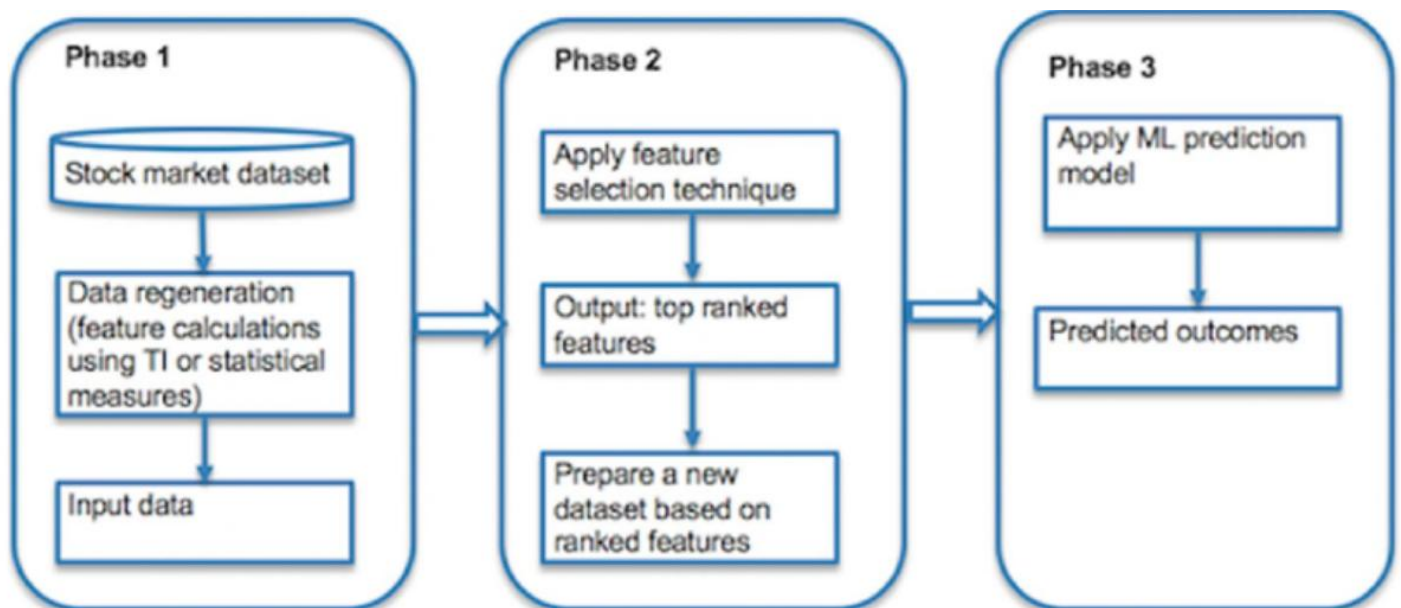 Phase 1
Stock market dataset
Data regeneration
(feature calculations
using TI or statistical
measures)
Input data
Phase 2
Apply feature
selection technique
Output: top ranked
features
Prepare a new
dataset based on
ranked features
Phase 3
Apply ML prediction
model
Predicted outcomes